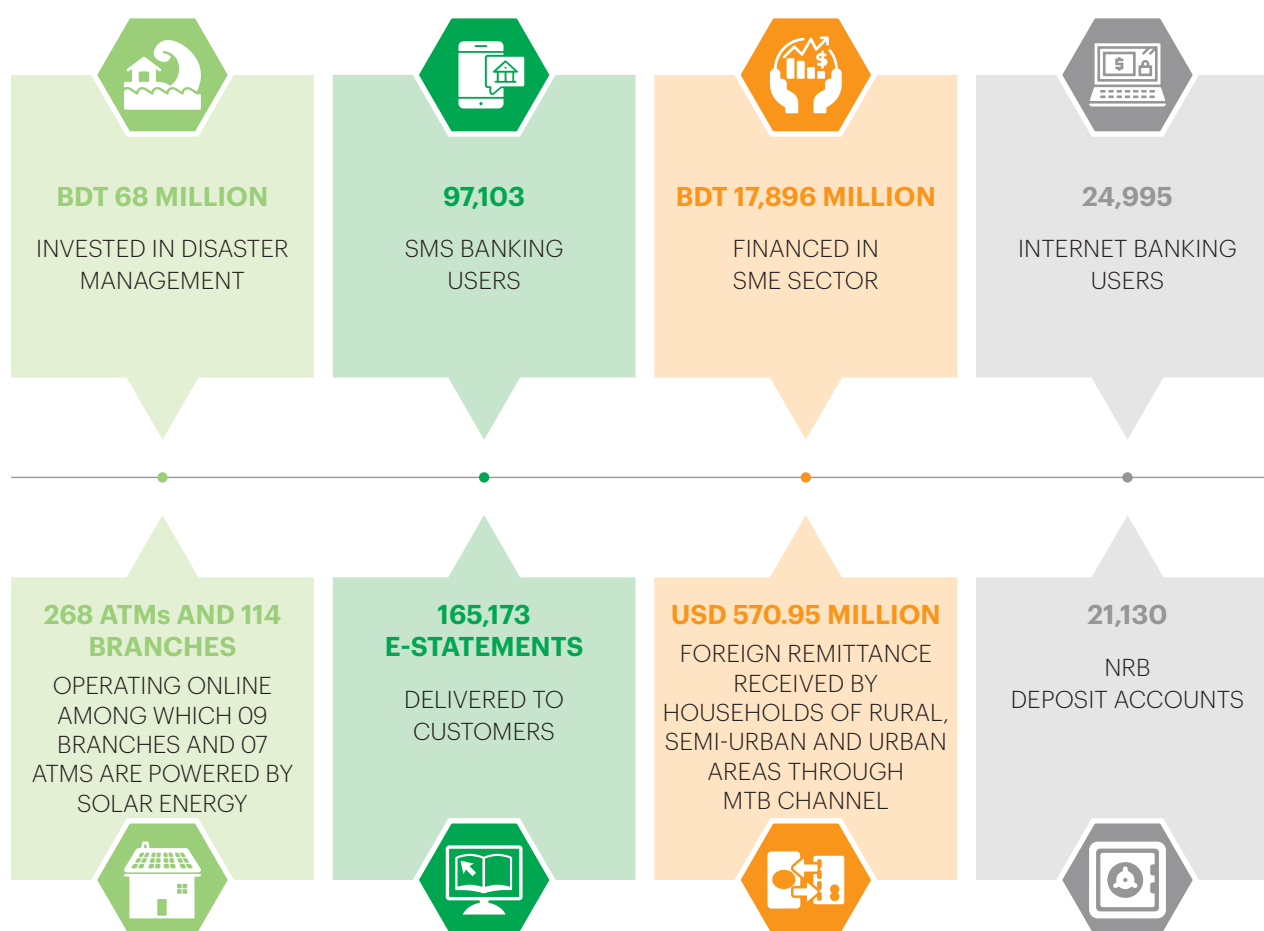 BDT 68 MILLION
INVESTED IN DISASTER
MANAGEMENT
97,103
SMS BANKING
USERS
BDT 17,896 MILLION
FINANCED IN
SME SECTOR
24,995
INTERNET BANKING
USERS
268 ATMs AND 114
BRANCHES
OPERATING ONLINE
AMONG WHICH 09
BRANCHES AND 07
ATMS ARE POWERED BY
SOLAR ENERGY
165,173
E-STATEMENTS
DELIVERED TO
CUSTOMERS
USD 570.95 MILLION
FOREIGN REMITTANCE
RECEIVED BY
HOUSEHOLDS OF RURAL,
SEMI-URBAN AND URBAN
AREAS THROUGH
MTB CHANNEL
21,130
NRB
DEPOSIT ACCOUNTS